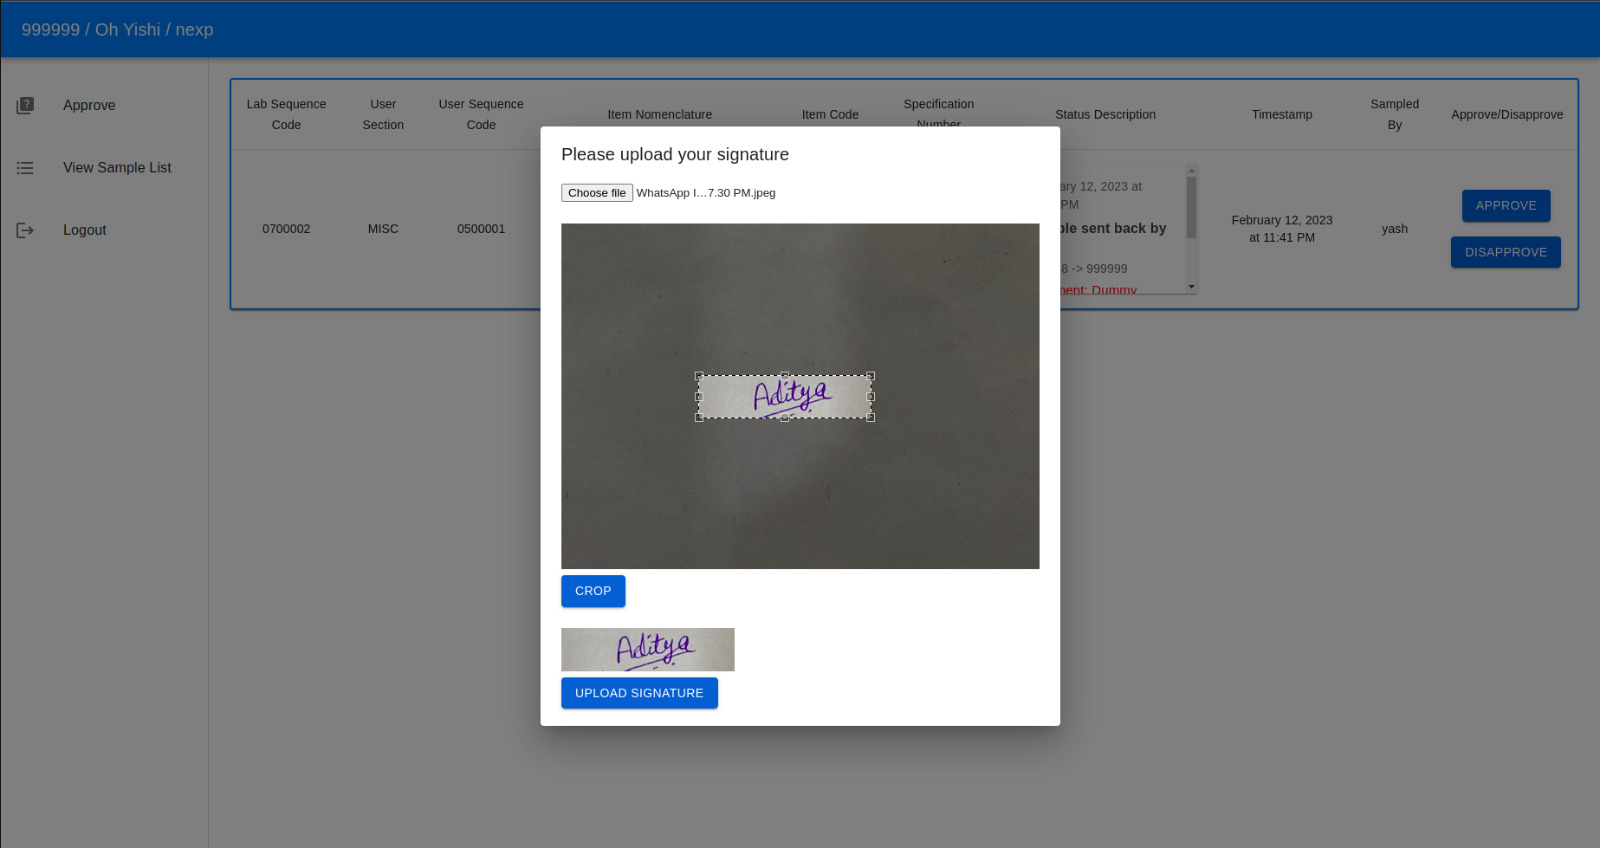 999999 / Oh Yishi / nexp
Approve
View Sample List
Logout
Lab Sequence
Code
User
Section
User Sequence
Code
Item Nomenclature
Item Code
Specification
Number
Status Description
Timestamp
Sampled
By
Approve/Disapprove
0700002
MISC
0500001
ary 12, 2023 at
PM
ble sent back by
8 -> 999999
ment: Dummy
February 12, 2023
at 11:41 PM
yash
APPROVE
DISAPPROVE
Please upload your signature
Choose file WhatsApp I...7.30 PM.jpeg
Aditya
CROP
Aditya
UPLOAD SIGNATURE